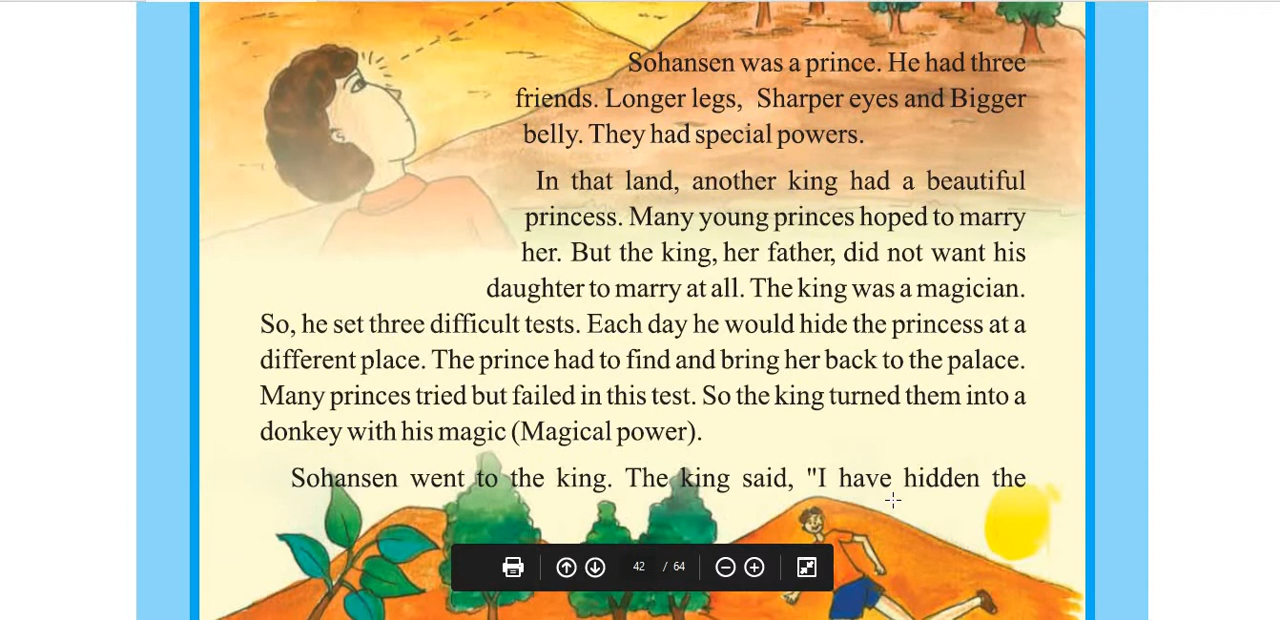 Sohansen was a prince. He had three
friends. Longer legs, Sharper eyes and Bigger
belly. They had special powers.
In that land, another king had a beautiful
princess. Many young princes hoped to marry
her. But the king, her father, did not want his
daughter to marry at all. The king was a magician.
So, he set three difficult tests. Each day he would hide the princess at a
different place. The prince had to find and bring her back to the palace.
Many princes tried but failed in this test. So the king turned them into a
donkey with his magic (Magical power).
Sohansen went to the king. The king said, "I have hidden the
42 / 64